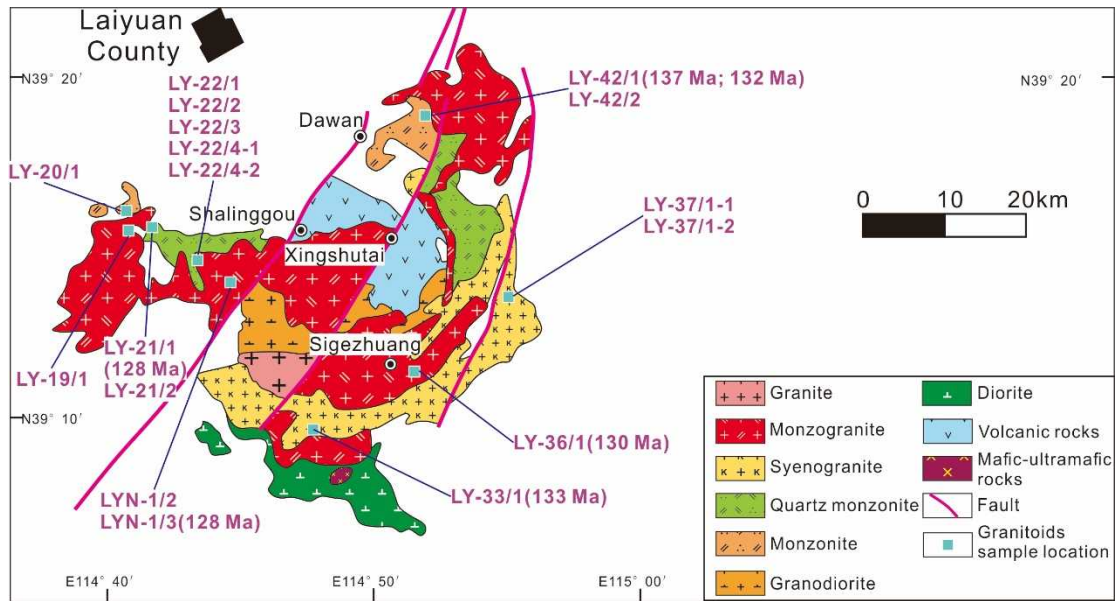 Laiyuan
County
N39° 20′
N39° 20′
LY-22/1
LY-22/2
LY-22/3
LY-22/4-1
LY-22/4-2
LY-42/1(137 Ma; 132 Ma)
LY-42/2
Dawan
LY-20/1
Shalinggou
LY-37/1-1
LY-37/1-2
0 10 20km
Xingshutai
LY-21/1
(128 Ma)
LY-21/2
LY-19/1
Sigezhuang
N39° 10′
LY-36/1(130 Ma)
LYN-1/2
LYN-1/3(128 Ma)
LY-33/1(133 Ma)
Granite
Monzogranite
Syenogranite
Quartz monzonite
Monzonite
Granodiorite
Diorite
Volcanic rocks
Mafic-ultramafic
rocks
Fault
Granitoids
sample location
E114° 40′
E114° 50′
E115° 00′